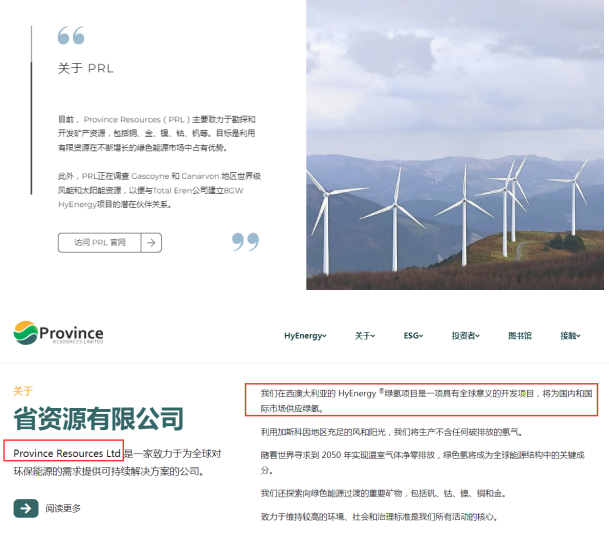 关于 PRL
目前， Province Resources（PRL）主要致力于勘探和
开发矿产资源，包括铜、金、镍、钴、钒等。目标是利用
有限资源在不断增长的绿色能源市场中占有优势。
此外，PRL正在调查 Gascoyne 和 Canarvon 地区世界级
风能和太阳能资源，以便与Total Eren公司建立8GW
HyEnergy项目的潜在伙伴关系。
访问 PRL 官网
Province
RESOURCES LIMITED
HyEnergy
关于
ESG
投资者
图书馆
接触
关于
省资源有限公司
Province Resources Ltd 是一家致力于为全球对
环保能源的需求提供可持续解决方案的公司。
阅读更多
我们在西澳大利亚的 HyEnergy ®绿氢项目是一项具有全球意义的开发项目，将为国内和国
际市场供应绿氢。
利用加斯科因地区充足的风和阳光，我们将生产不含任何碳排放的氢气。
随着世界寻求到 2050 年实现温室气体净零排放，绿色氢将成为全球能源结构中的关键成
分。
我们还探索向绿色能源过渡的重要矿物，包括钒、钴、镍、铜和金。
致力于维持较高的环境、社会和治理标准是我们所有活动的核心。